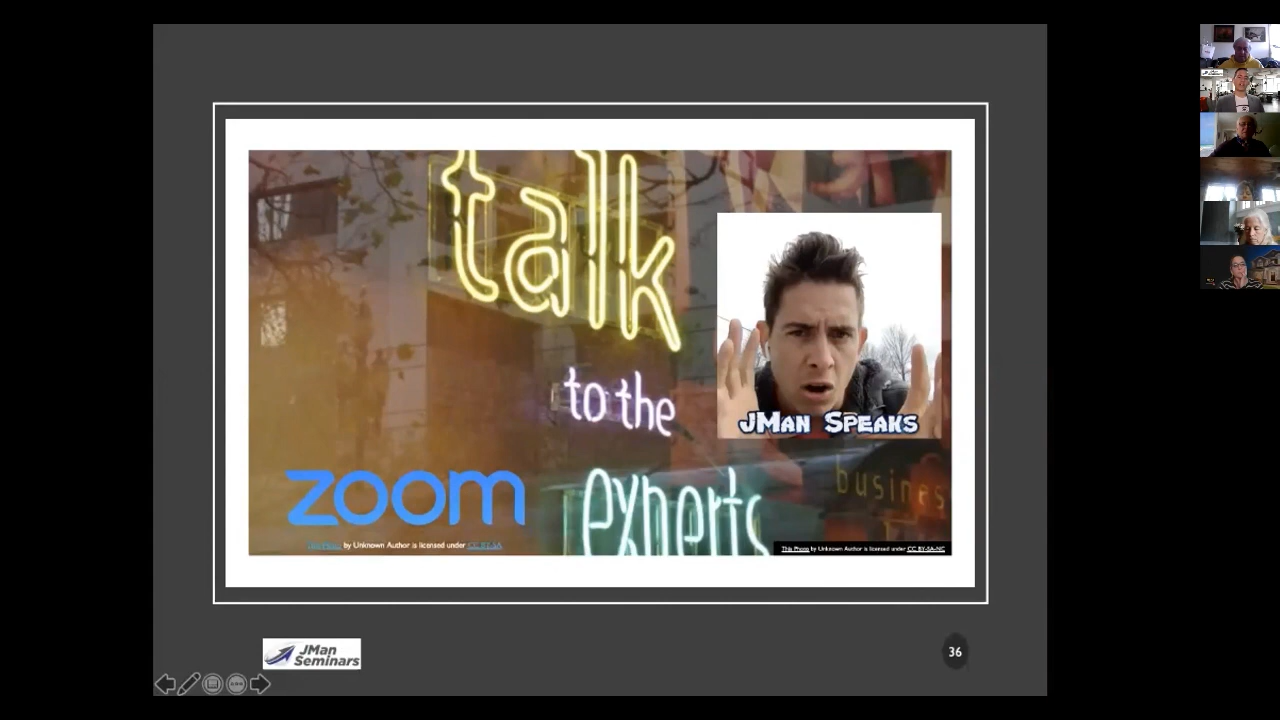 talk
to the
experts
busines
JMan Speaks
zoom
by Unknown Author is licensed under CC BY-SA
This Photo by Unknown Author is licensed under CC BY-SA-NC
JMan
Seminars
36